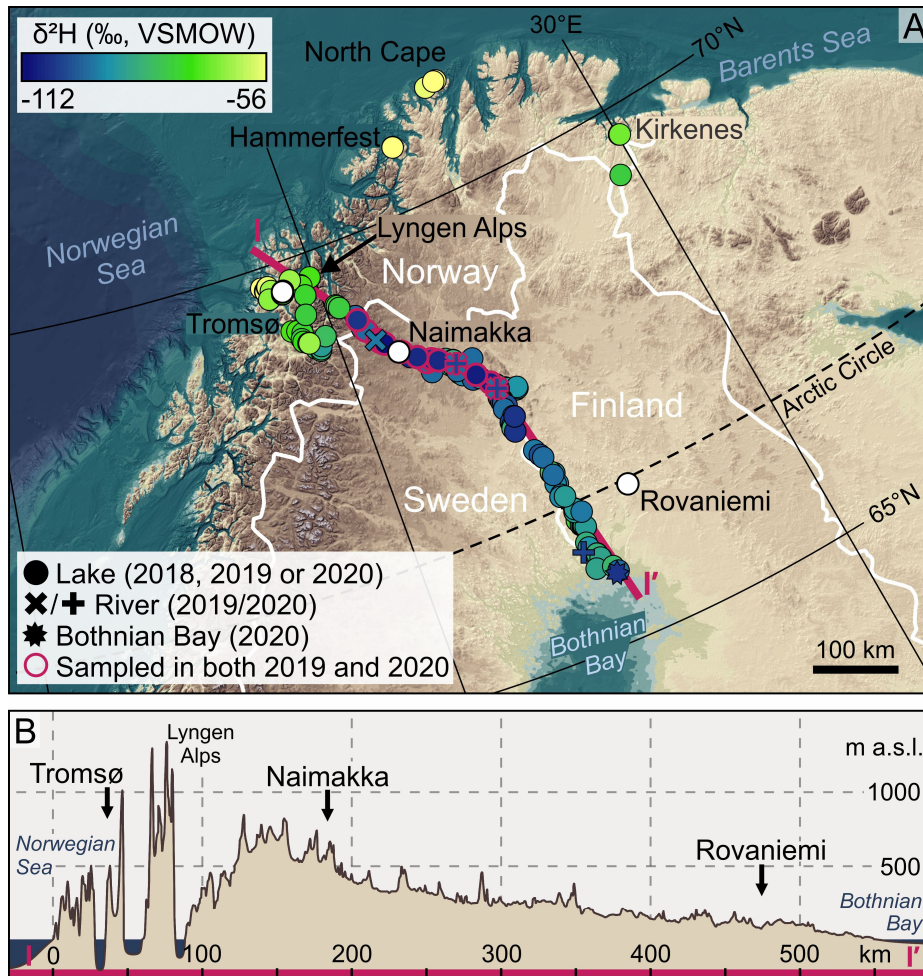 A
δ²H (‰, VSMOW)
-112
-56
30°E
70°N
North Cape
Barents Sea
Hammerfest
Kirkenes
Norwegian
Sea
I
Lyngen Alps
Norway
Tromsø
Naimakka
Finland
Arctic Circle
Sweden
Rovaniemi
65°N
Lake (2018, 2019 or 2020)
/ River (2019/2020)
Bothnian Bay (2020)
Sampled in both 2019 and 2020
I'
Bothnian
Bay
100 km
B
Lyngen
Alps
m a.s.l.
Tromsø
Naimakka
1000
Norwegian
Sea
Rovaniemi
500
Bothnian
Bay
I 0 100 200 300 400 500 km I'